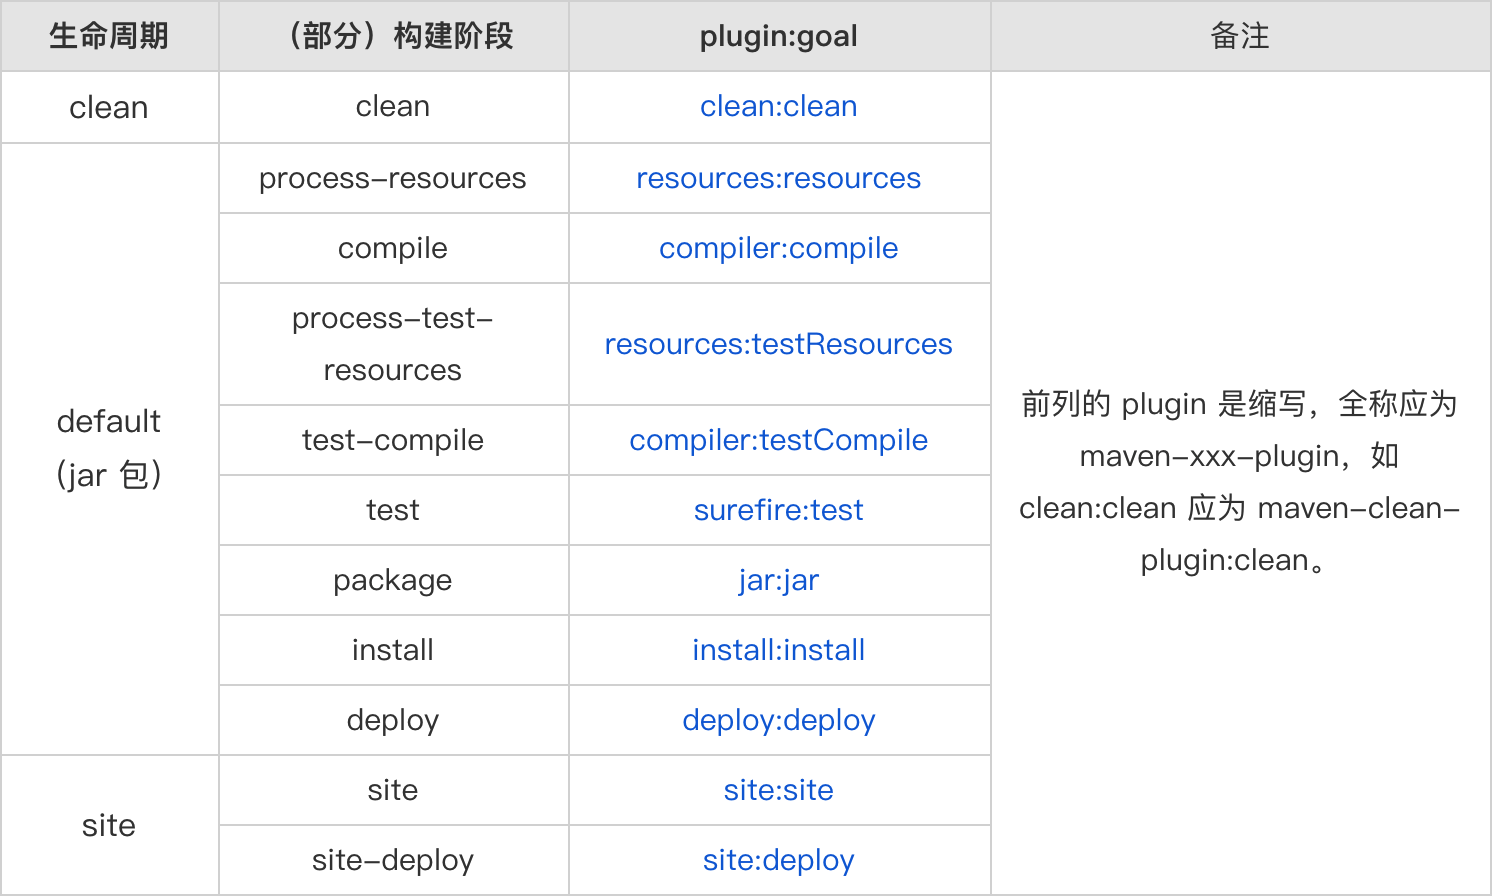 生命周期
（部分）构建阶段
plugin:goal
备注
clean
clean
clean:clean
default
（jar 包）
process-resources
resources:resources
compile
compiler:compile
process-test-
resources
resources:testResources
test-compile
compiler:testCompile
test
surefire:test
package
jar:jar
install
install:install
deploy
deploy:deploy
site
site
site:site
site-deploy
site:deploy
前列的 plugin 是缩写，全称应为
maven-xxx-plugin，如
clean:clean 应为 maven-clean-
plugin:clean。